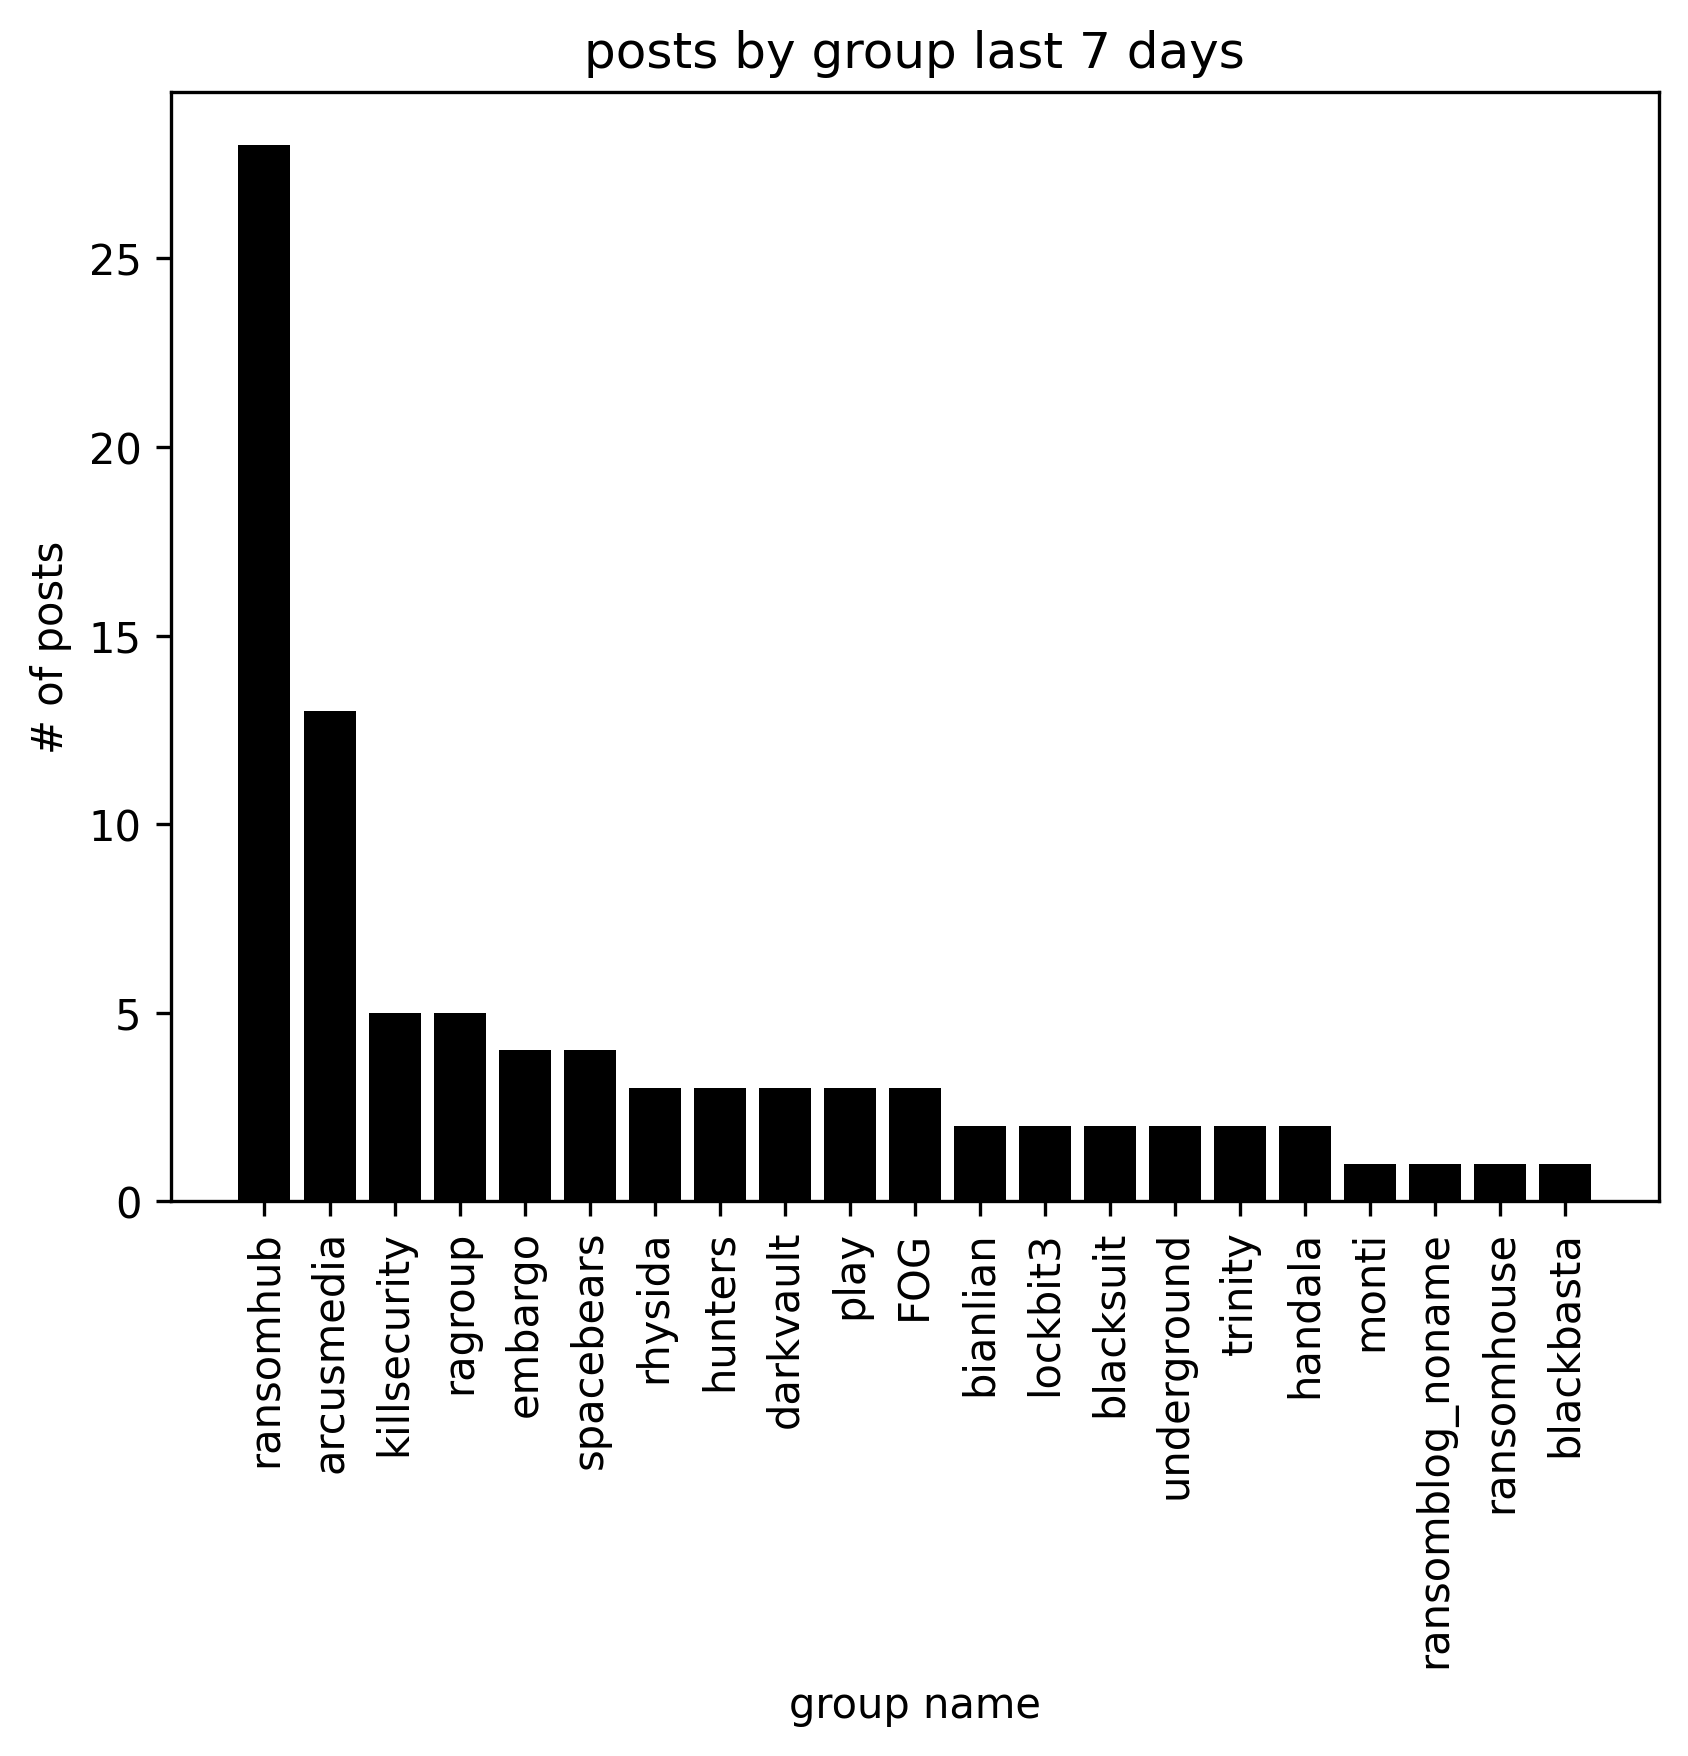 posts by group last 7 days
# of posts
25
20
15
10
5
0
ransomhub
arcusmedia
killsecurity
ragroup
embargo
spacebears
rhysida
hunters
darkvault
play
FOG
bianlian
lockbit3
blacksuit
underground
trinity
handala
monti
ransomblog_noname
ransomhouse
blackbasta
group name